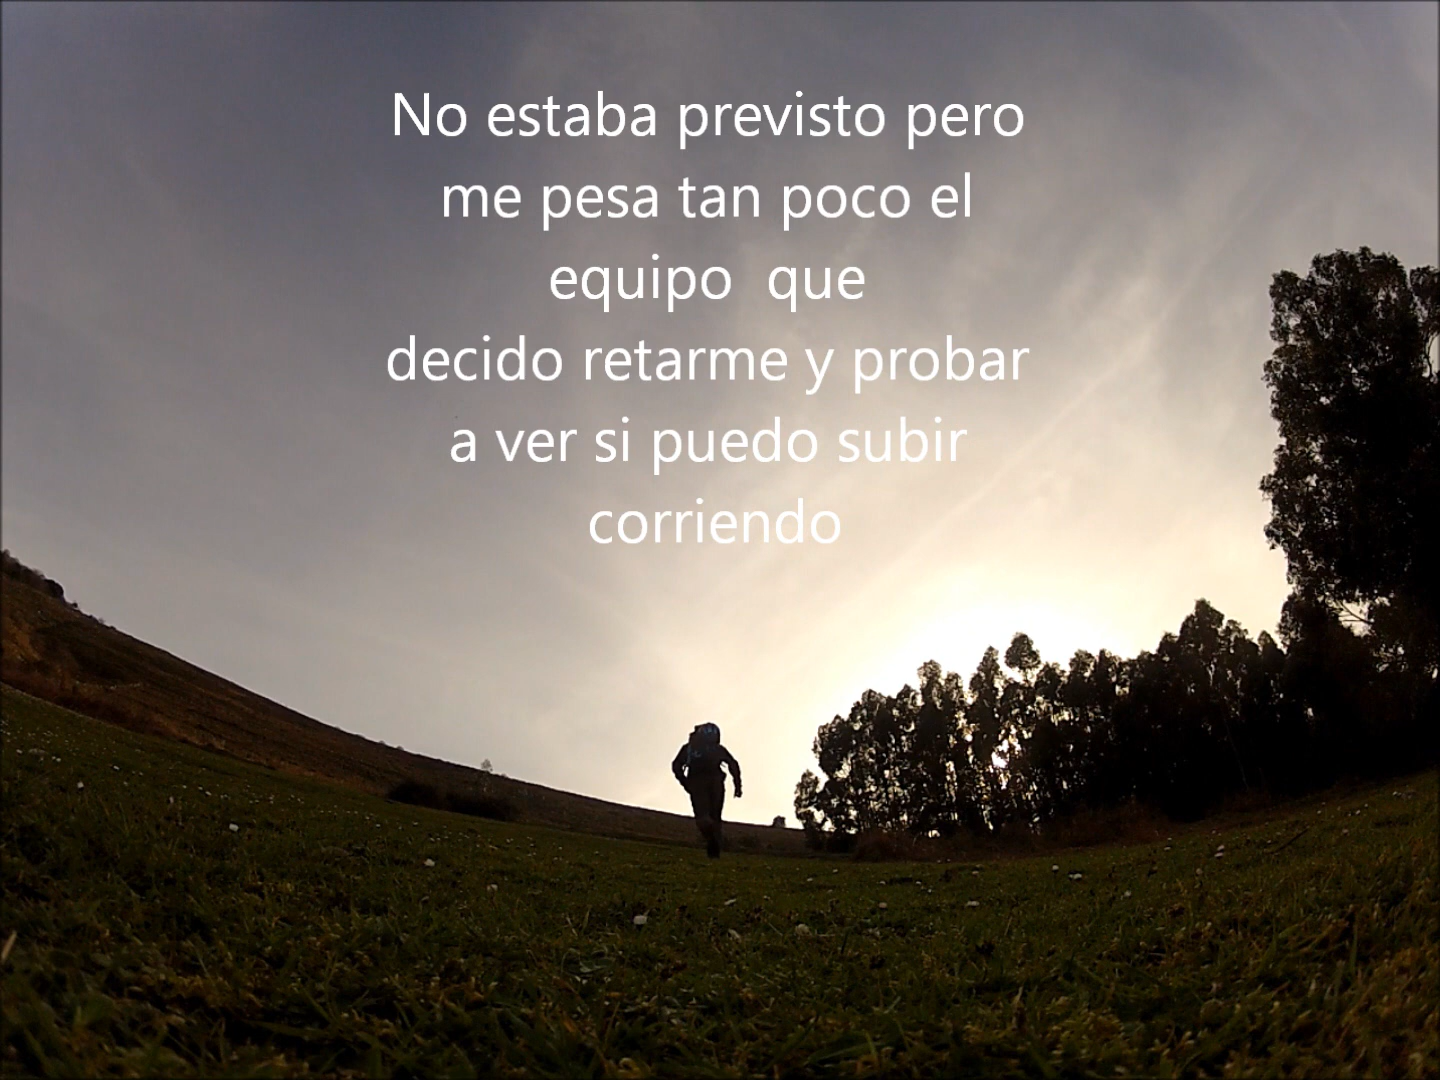 No estaba previsto pero
me pesa tan poco el
equipo  que
decido retarme y probar
a ver si puedo subir
corriendo